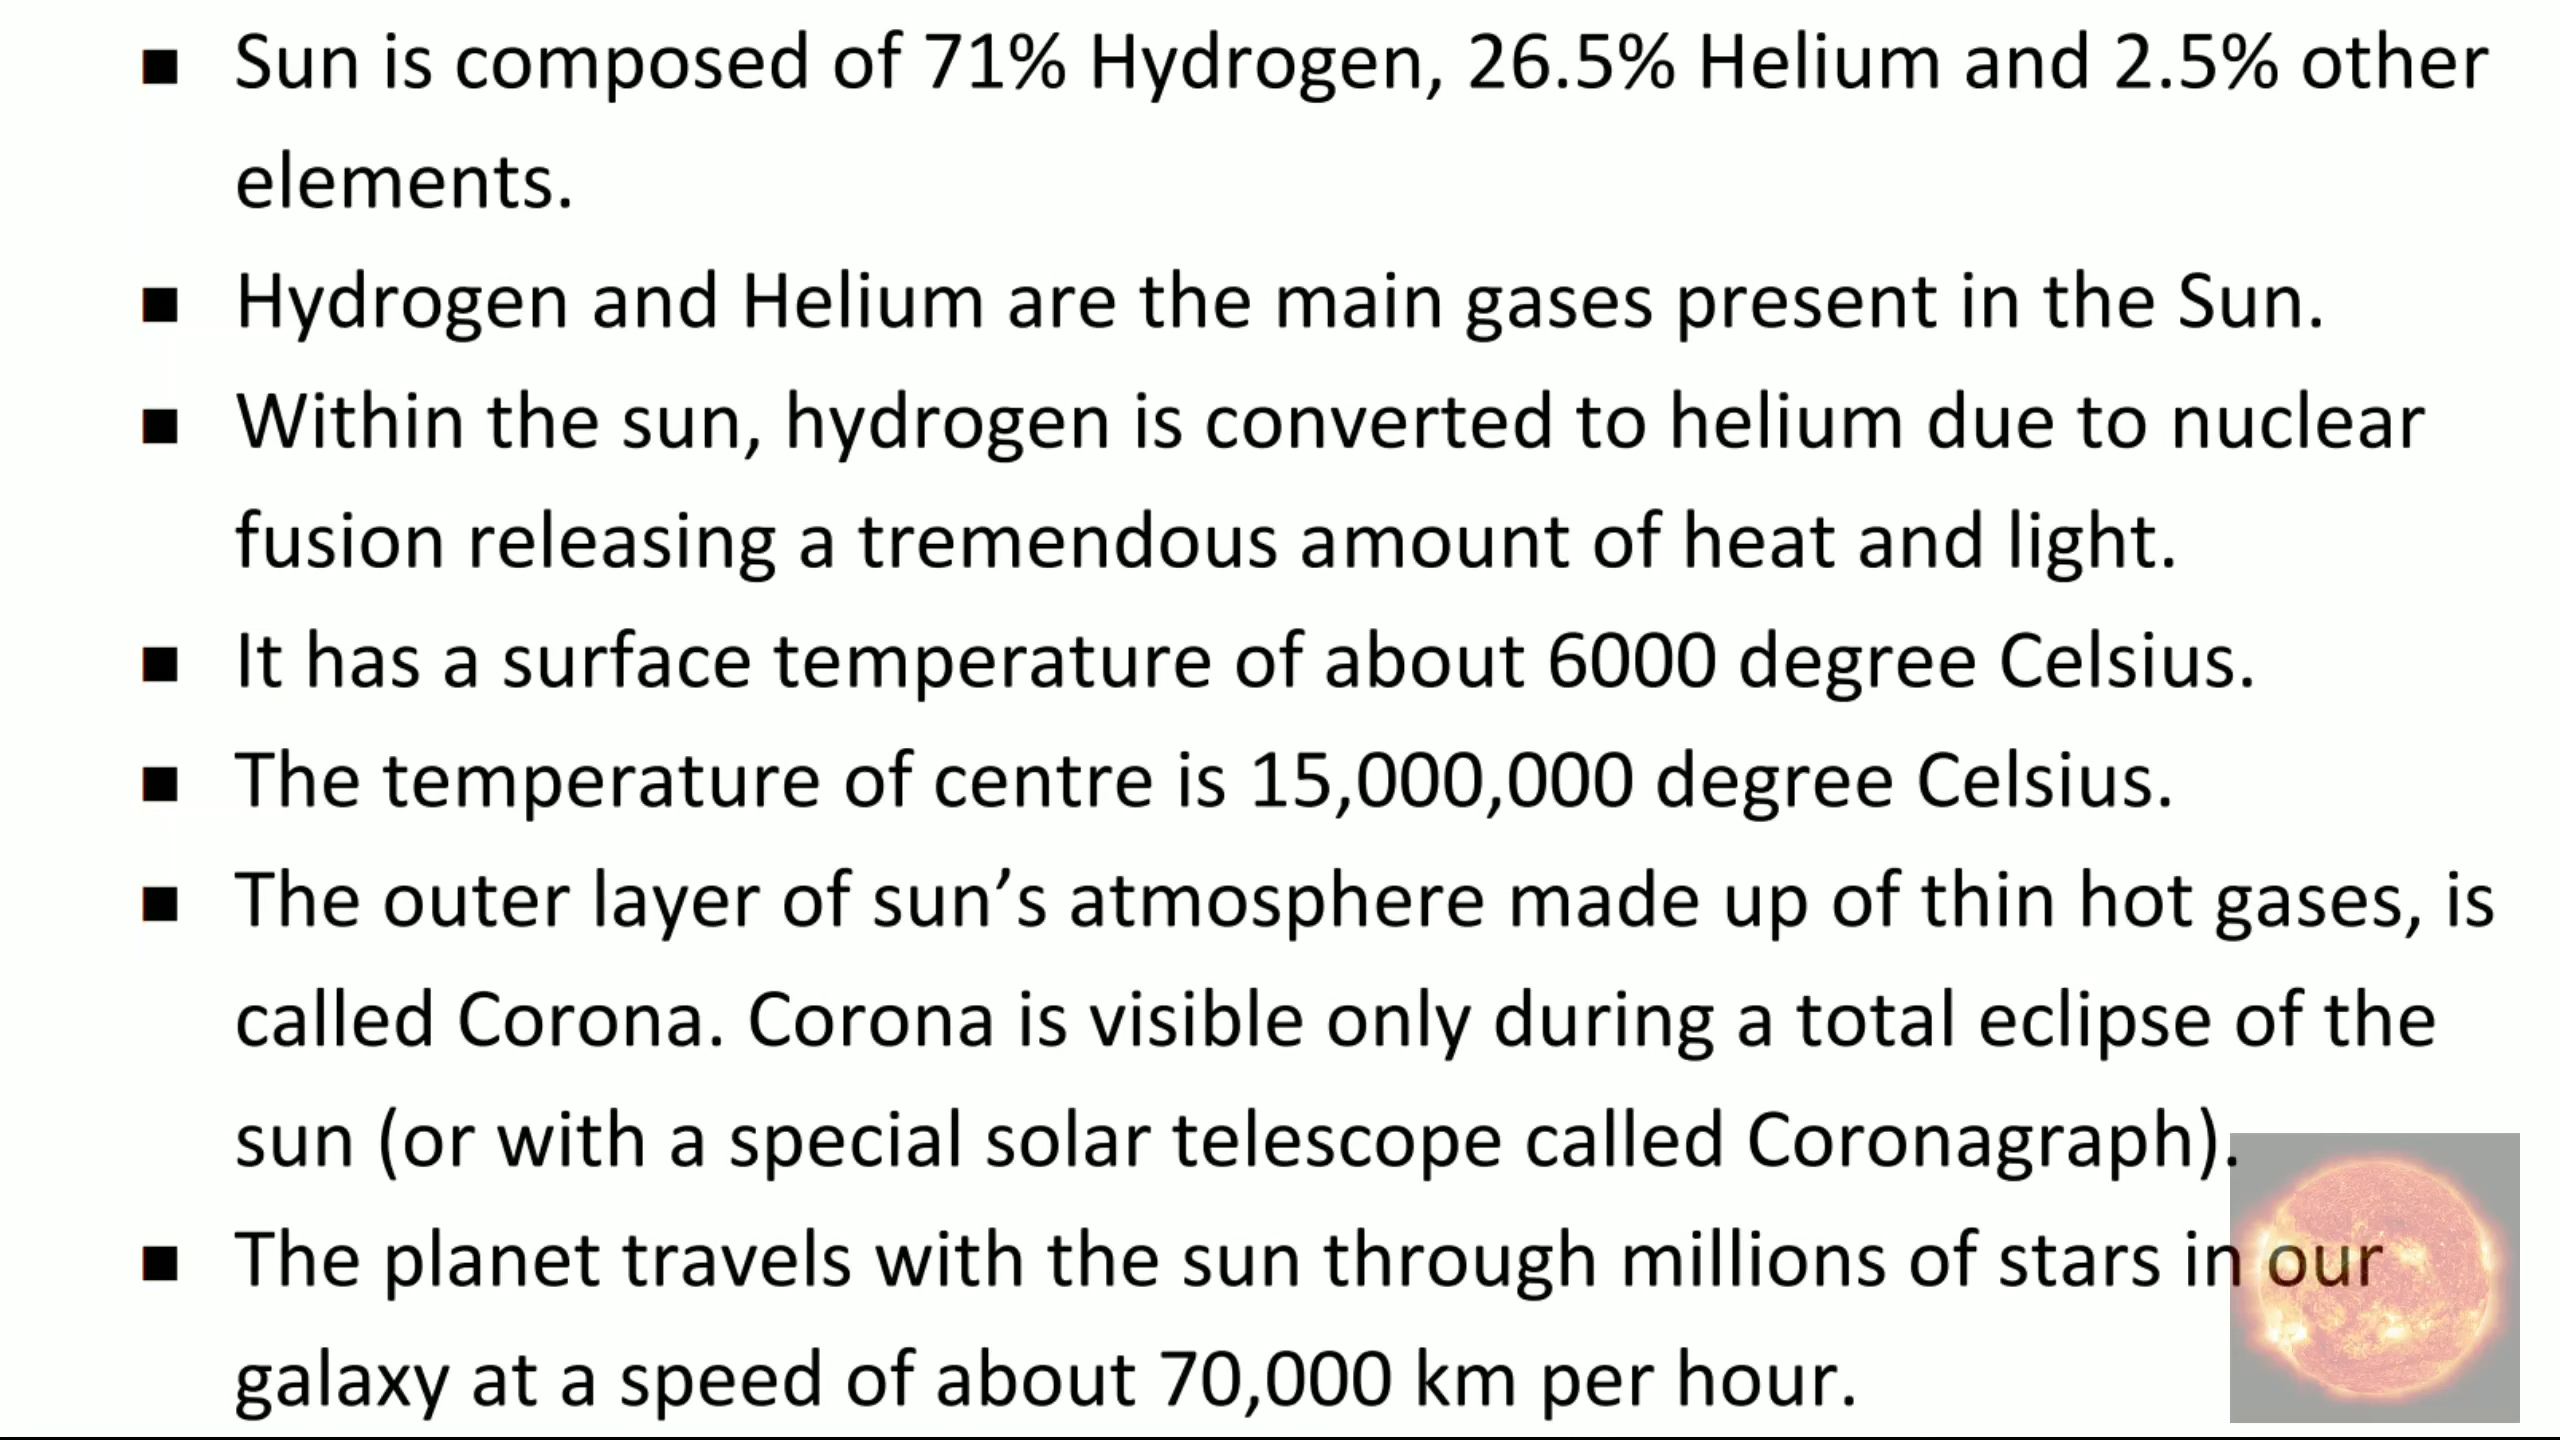 ▪ Sun is composed of 71% Hydrogen, 26.5% Helium and 2.5% other
elements.
▪ Hydrogen and Helium are the main gases present in the Sun.
▪ Within the sun, hydrogen is converted to helium due to nuclear
fusion releasing a tremendous amount of heat and light.
▪ It has a surface temperature of about 6000 degree Celsius.
▪ The temperature of centre is 15,000,000 degree Celsius.
▪ The outer layer of sun’s atmosphere made up of thin hot gases, is
called Corona. Corona is visible only during a total eclipse of the
sun (or with a special solar telescope called Coronagraph).
▪ The planet travels with the sun through millions of stars in our
galaxy at a speed of about 70,000 km per hour.